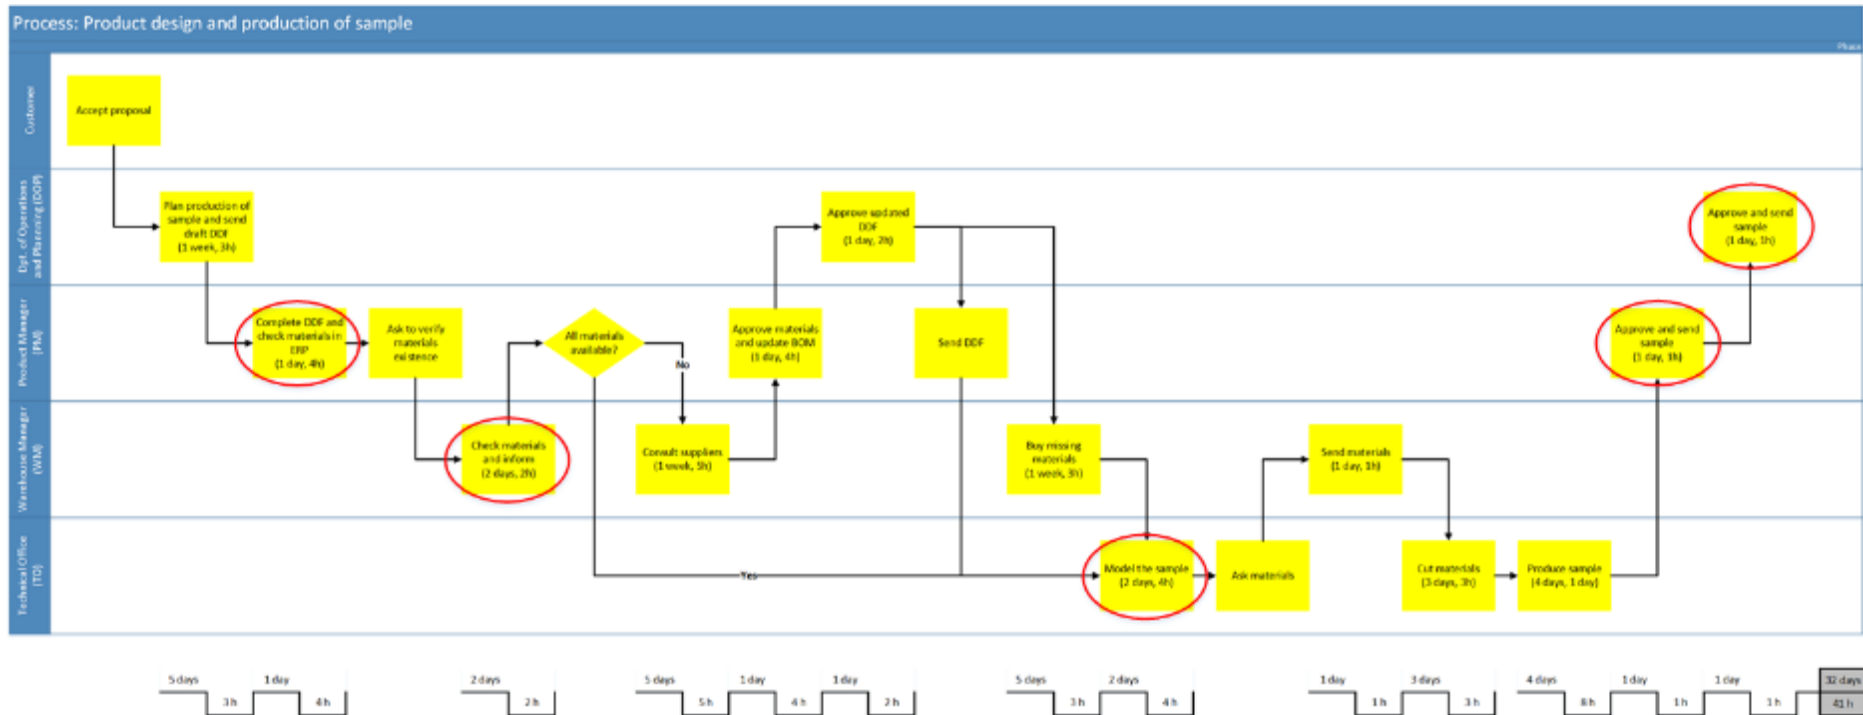 Process: Product design and production of sample
Phase
Customer
Accept proposal
Dpt. of Operations
and Planning (DOP)
Plan production of
sample and send
draft DDF
(1 week, 3h)
Approve updated
DDF
(1 day, 2h)
Approve and send
sample
(1 day, 1h)
Product Manager
(PM)
Complete DDF and
check materials in
ERP
(1 day, 4h)
Ask to verify
materials
existence
All materials
available?
No
Approve materials
and update BOM
(1 day, 4h)
Send DDF
Approve and send
sample
(1 day, 1h)
Warehouse Manager
(WM)
Check materials
and inform
(2 days, 2h)
Consult suppliers
(1 week, 5h)
Buy missing
materials
(1 week, 3h)
Send materials
(1 day, 1h)
Technical Office
(TO)
Yes
Model the sample
(2 days, 4h)
Ask materials
Cut materials
(3 days, 3h)
Produce sample
(4 days, 1 day)
5 days 1 day 2 days 5 days 1 day 1 day 5 days 2 days 1 day 3 days 4 days 1 day 1 day 32 days
3 h 4 h 2 h 5 h 4 h 2 h 3 h 4 h 1 h 3 h 8 h 1 h 1 h 41 h